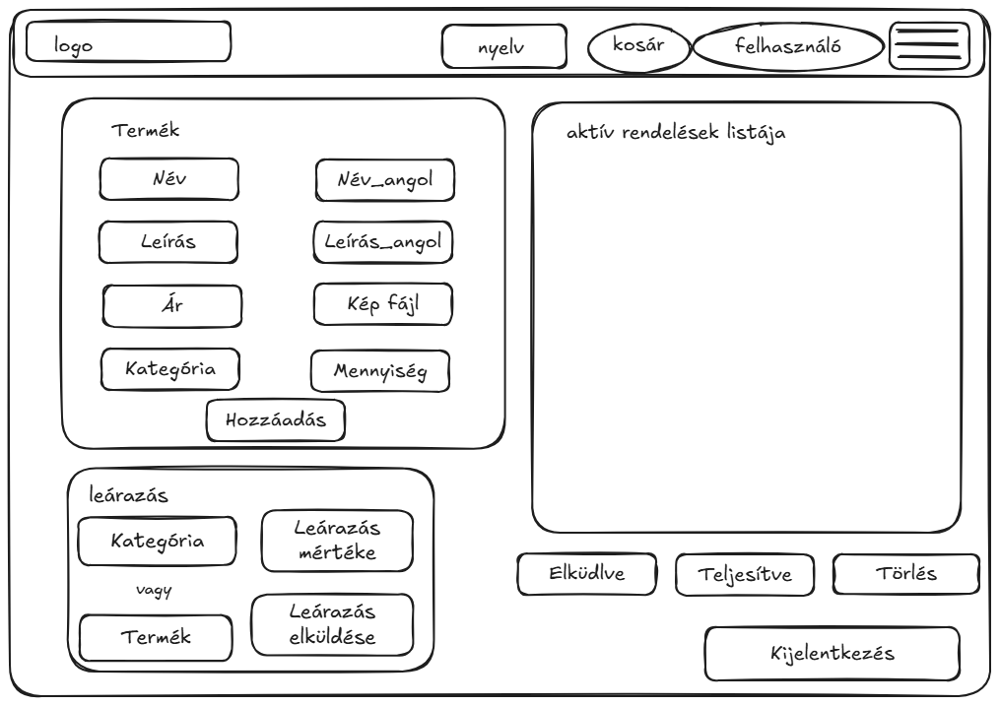 logo
nyelv
kosár
felhasználó
Termék
Név
Név_angol
Leírás
Leírás_angol
Ár
Kép fájl
Kategória
Mennyiség
Hozzáadás
aktív rendelések listája
leárazás
Kategória
Leárazás
mértéke
vagy
Termék
Leárazás
elküldése
Elküdlve
Teljesítve
Törlés
Kijelentkezés